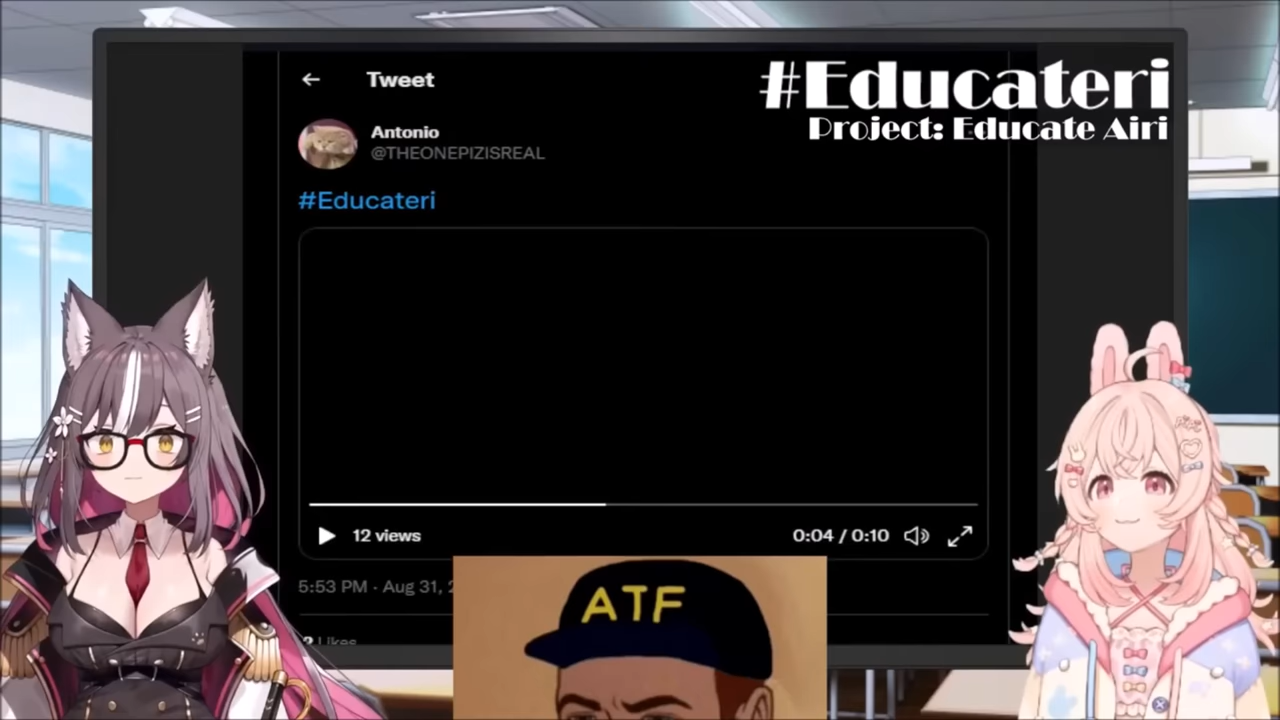 #Educateri
Project: Educate Airi
Tweet
Antonio
@THEONEPIZISREAL
#Educateri
12 views
0:04 / 0:10
5:53 PM · Aug 31,
Likes
ATF